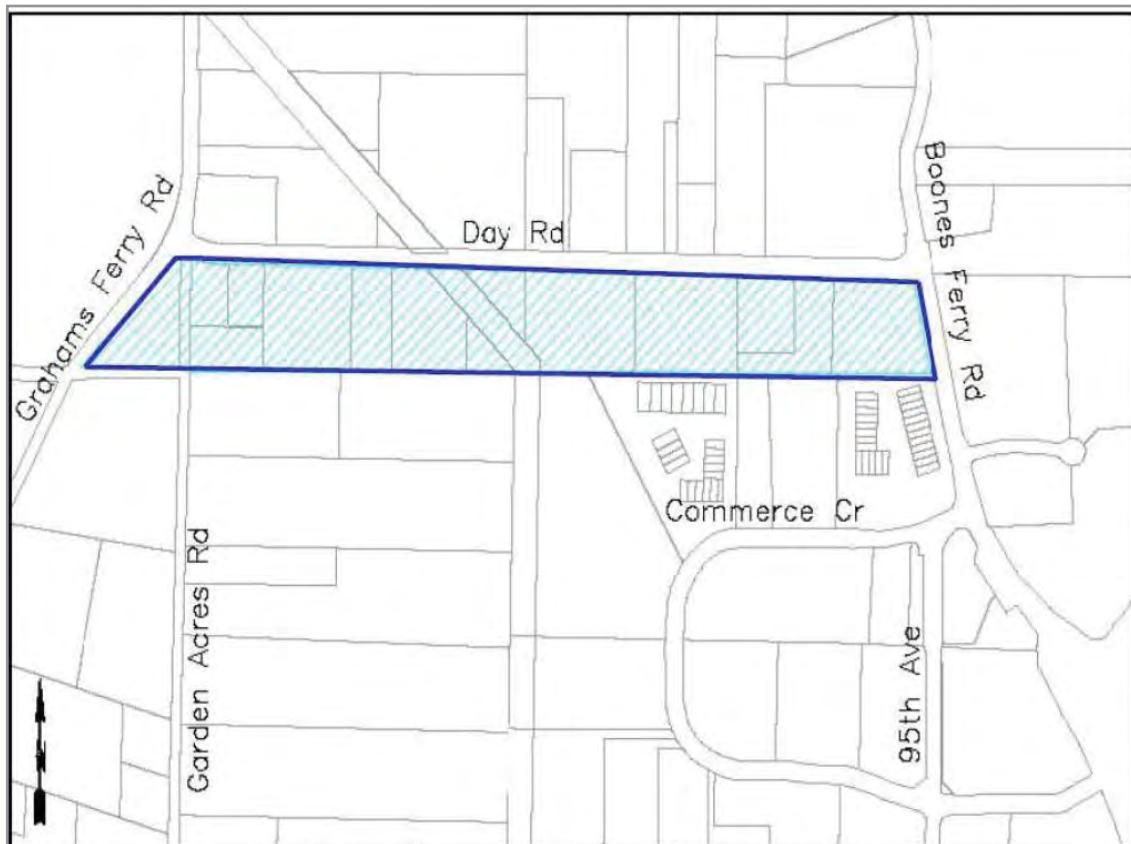 Grahams Ferry Rd
Day Rd
Boones Ferry Rd
Commerce Cr
Garden Acres Rd
95th Ave